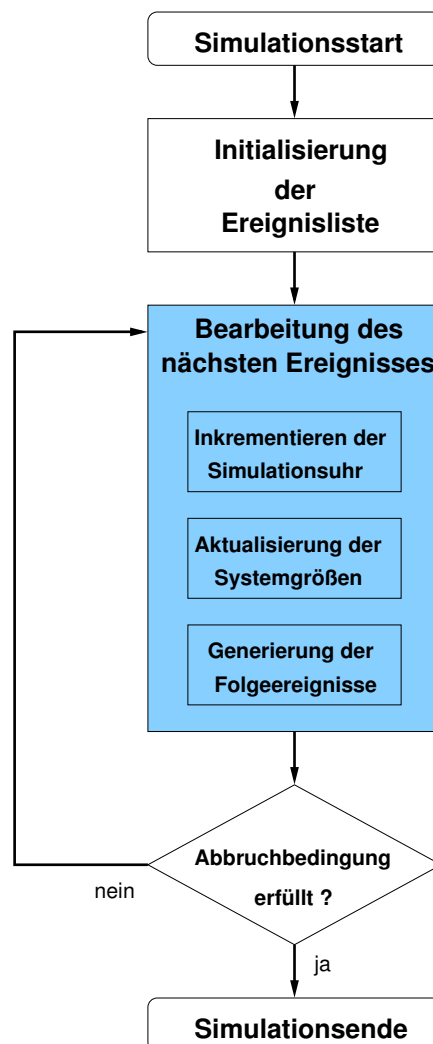 Simulationsstart
Initialisierung
der
Ereignisliste
Bearbeitung des
nächsten Ereignisses
Inkrementieren der
Simulationsuhr
Aktualisierung der
Systemgrößen
Generierung der
Folgeereignisse
Abbruchbedingung
erfüllt ?
nein
ja
Simulationsende